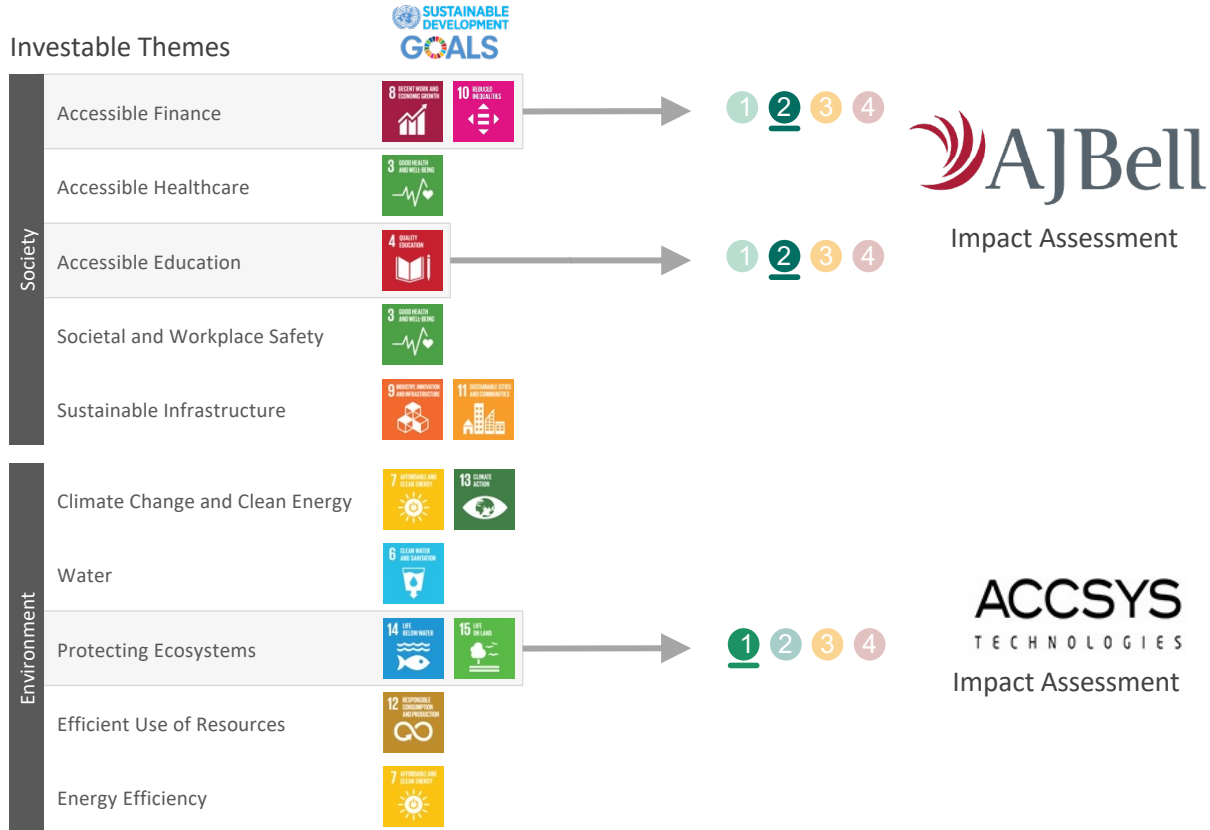 SUSTAINABLE
DEVELOPMENT
GOALS
Investable Themes
Society
Accessible Finance
8 DECENT WORK AND
ECONOMIC GROWTH
10 REDUCED
INEQUALITIES
1 2 3 4
AJBell
Impact Assessment
Accessible Healthcare
3 GOOD HEALTH
AND WELL-BEING
Accessible Education
4 QUALITY
EDUCATION
1 2 3 4
Societal and Workplace Safety
3 GOOD HEALTH
AND WELL-BEING
Sustainable Infrastructure
9 INDUSTRY, INNOVATION
AND INFRASTRUCTURE
11 SUSTAINABLE CITIES
AND COMMUNITIES
Environment
Climate Change and Clean Energy
7 AFFORDABLE AND
CLEAN ENERGY
13 CLIMATE
ACTION
Water
6 CLEAN WATER
AND SANITATION
Protecting Ecosystems
14 LIFE
BELOW WATER
15 LIFE
ON LAND
1 2 3 4
ACCSYS
TECHNOLOGIES
Impact Assessment
Efficient Use of Resources
12 RESPONSIBLE
CONSUMPTION
AND PRODUCTION
Energy Efficiency
7 AFFORDABLE AND
CLEAN ENERGY